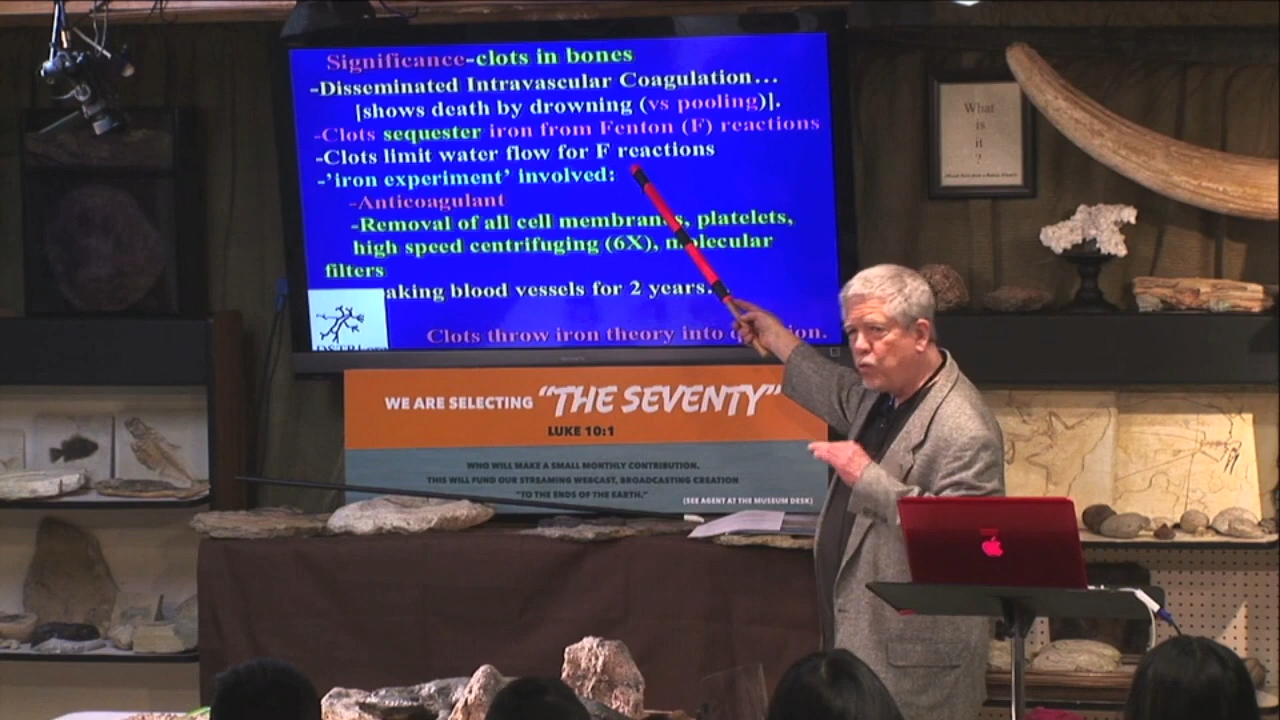 Significance-clots in bones
-Disseminated Intravascular Coagulation…
[shows death by drowning (vs pooling)].
-Clots sequester iron from Fenton (F) reactions
-Clots limit water flow for F reactions
-'iron experiment' involved:
-Anticoagulant
-Removal of all cell membranes, platelets,
high speed centrifuging (6X), molecular
filters
aking blood vessels for 2 years.
Clots throw iron theory into question.
WE ARE SELECTING "THE SEVENTY"
LUKE 10:1
WHO WILL MAKE A SMALL MONTHLY CONTRIBUTION.
THIS WILL FUND OUR STREAMING WEBCAST, BROADCASTING CREATION
"TO THE ENDS OF THE EARTH."
(SEE AGENT AT THE MUSEUM DESK)
What
is
it
?